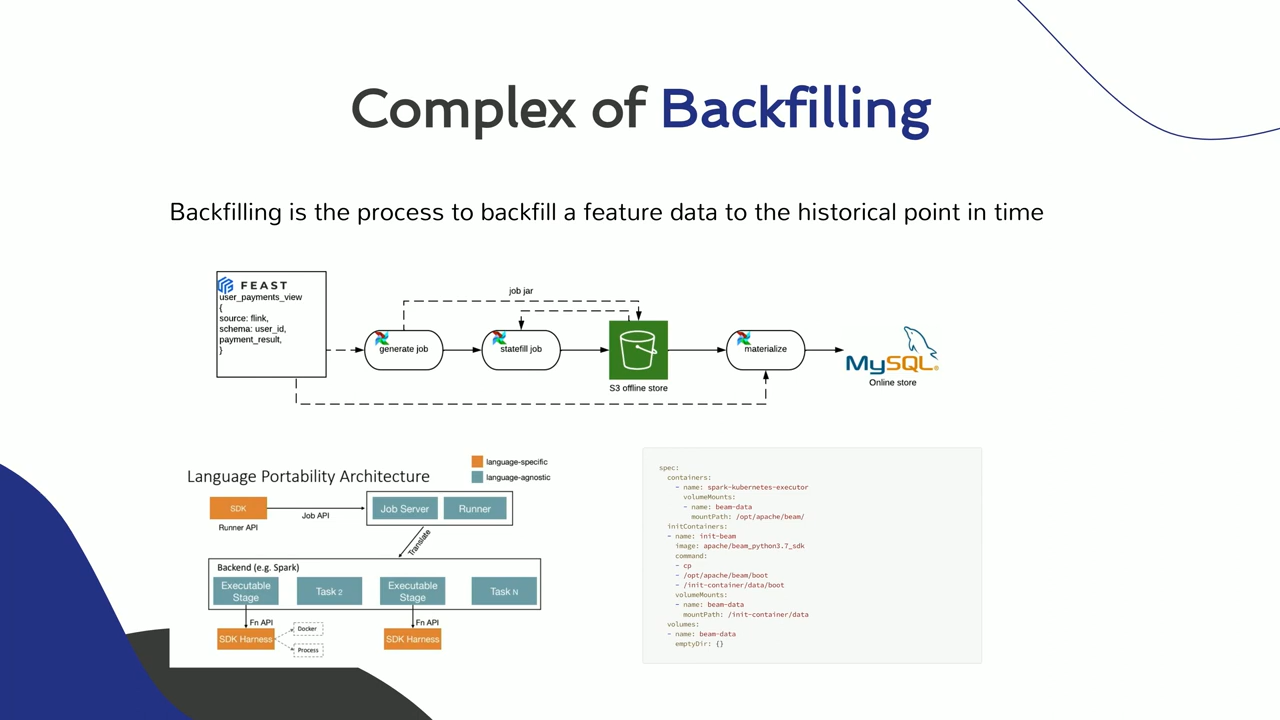 Complex of Backfilling
Backfilling is the process to backfill a feature data to the historical point in time
FEAST
user_payments_view
{
source: flink,
schema: user_id,
payment_result,
}
job jar
generate job
statefill job
S3 offline store
materialize
MySQL
Online store
Language Portability Architecture
language-specific
language-agnostic
SDK
Runner API
Job API
Job Server
Runner
Translate
Backend (e.g. Spark)
Executable Stage
Task 2
Executable Stage
Task N
Fn API
Fn API
SDK Harness
Docker
Process
SDK Harness
spec:
containers:
- name: spark-kubernetes-executor
volumeMounts:
- name: beam-data
mountPath: /opt/apache/beam/
initContainers:
- name: init-beam
image: apache/beam_python3.7_sdk
command:
- cp
- /opt/apache/beam/boot
- /init-container/data/boot
volumeMounts:
- name: beam-data
mountPath: /init-container/data
volumes:
- name: beam-data
emptyDir: {}